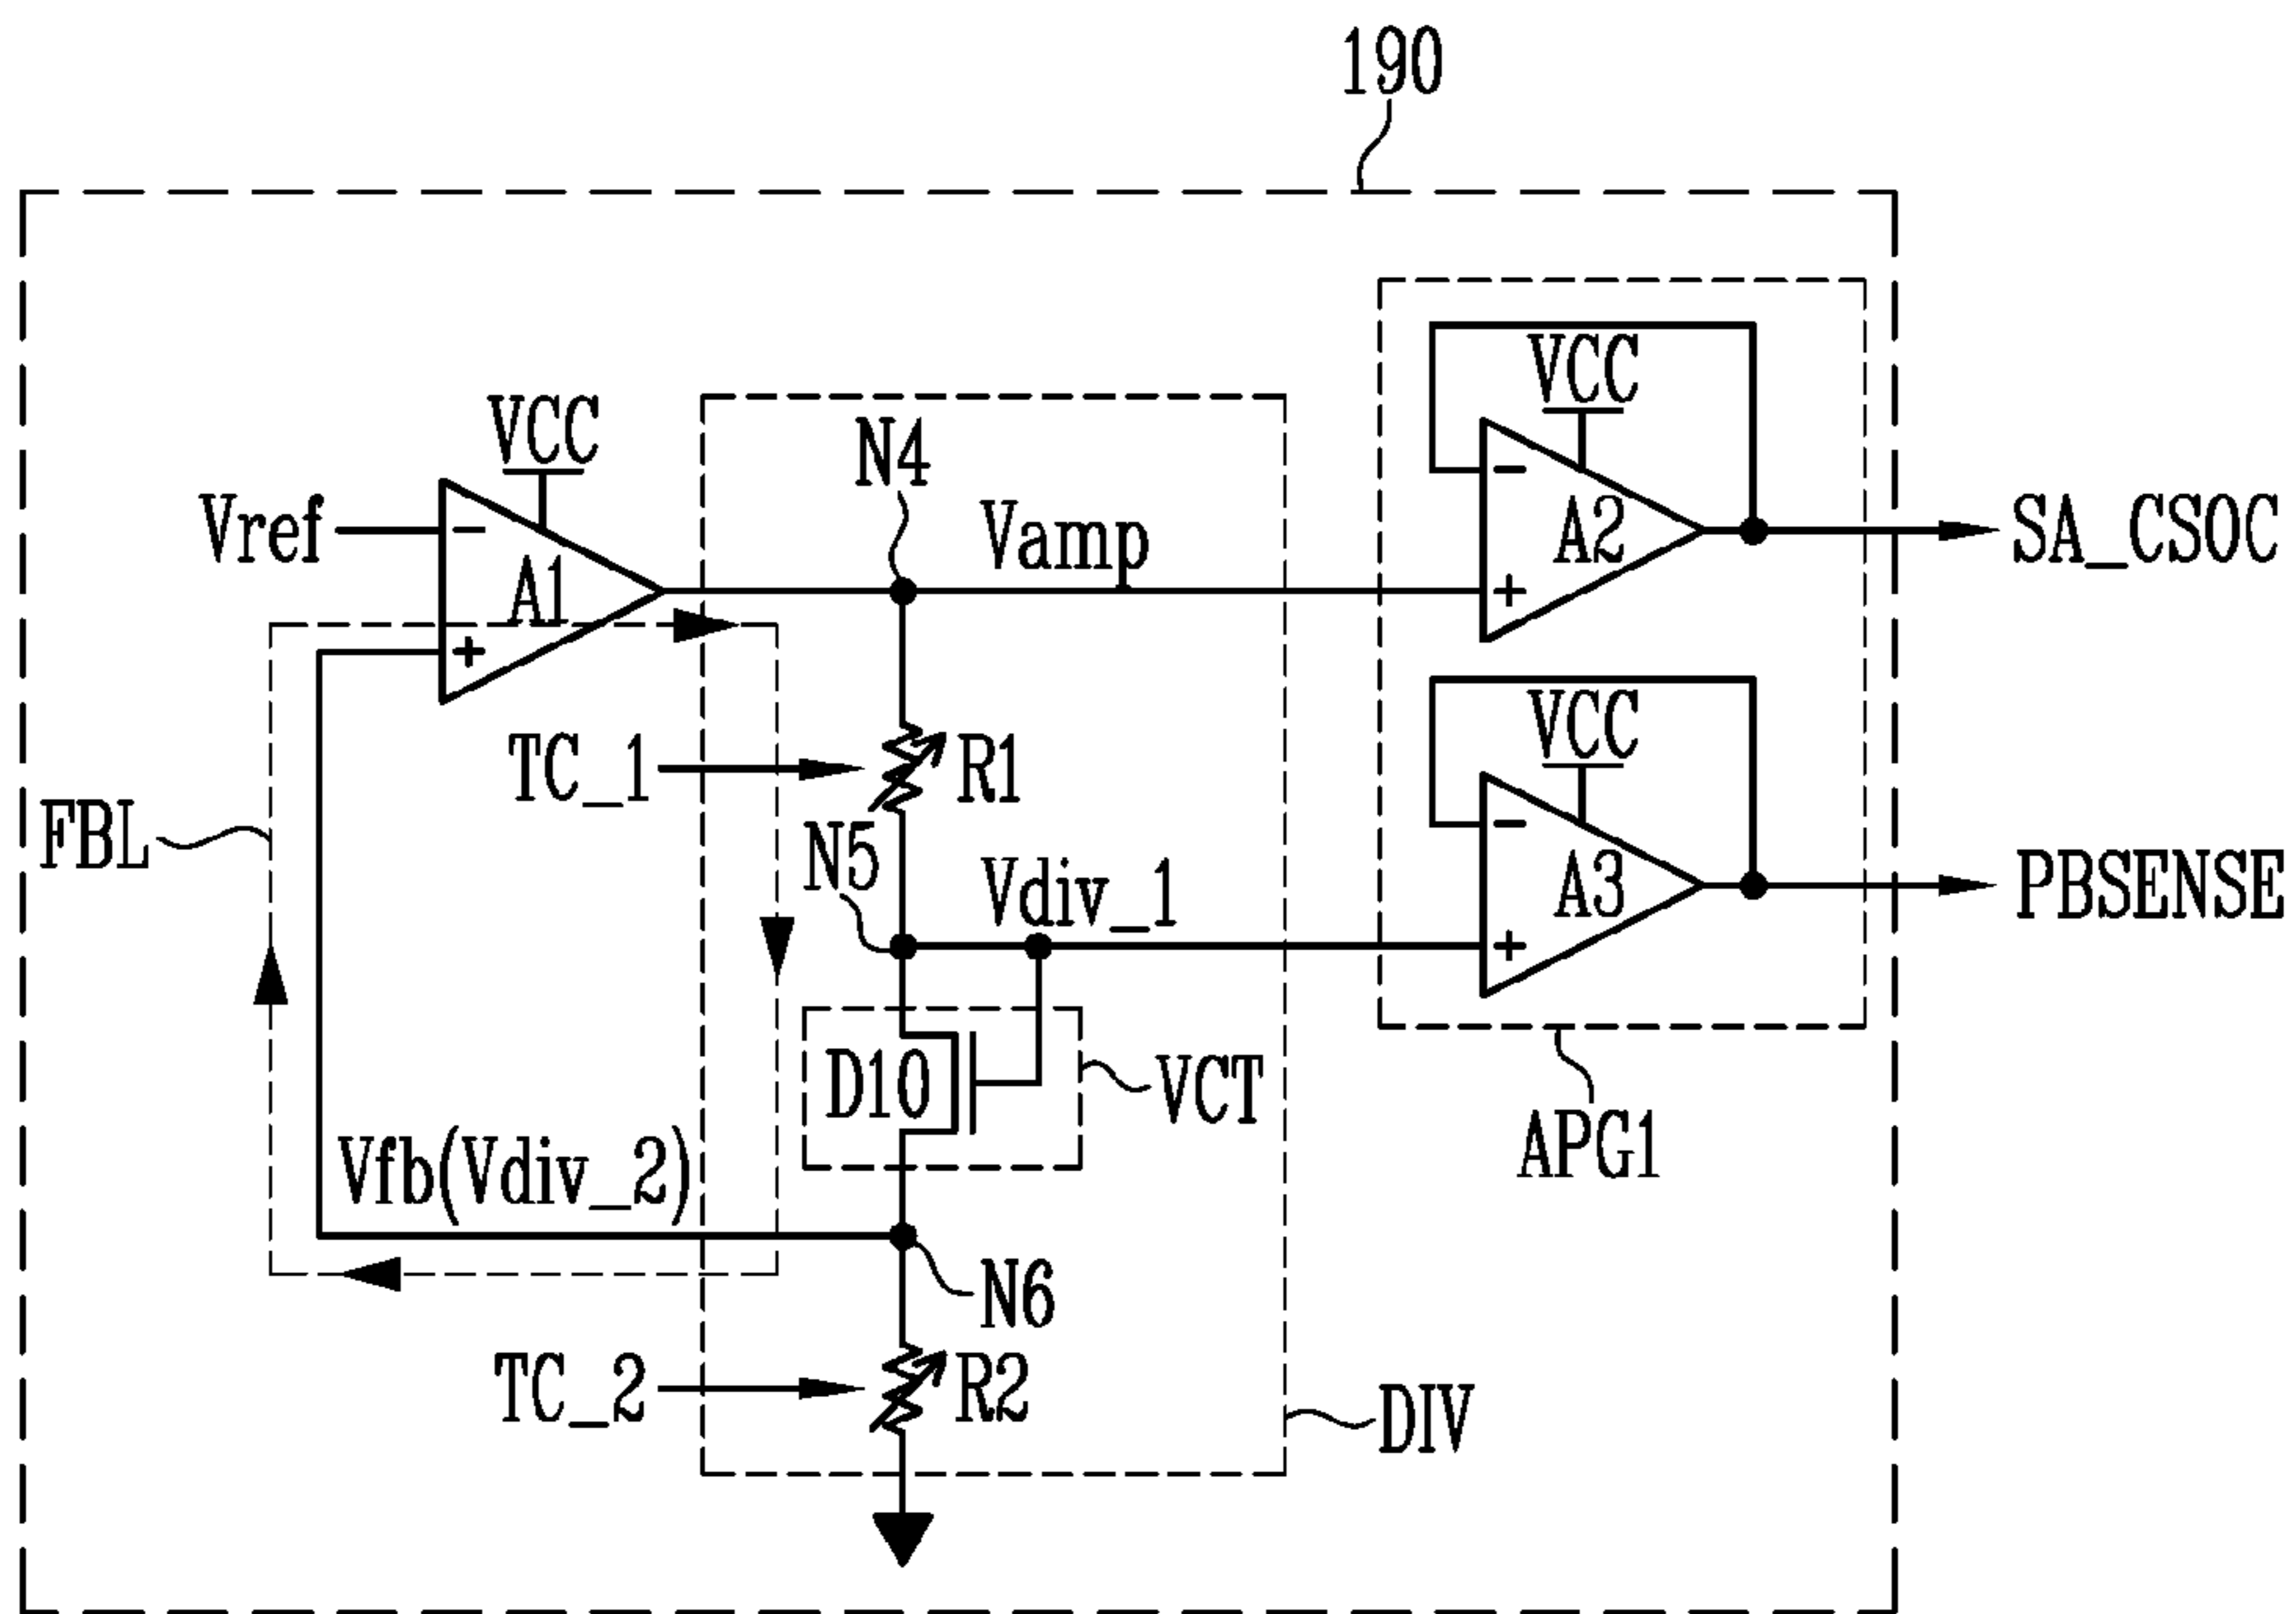 190
VCC
N4
VCC
Vref
-
A1
+
Vamp
-
A2
+
SA_CSOC
TC_1
R1
VCC
FBL
N5
Vdiv_1
-
A3
+
PBSENSE
D10
VCT
APG1
Vfb(Vdiv_2)
N6
TC_2
R2
DIV